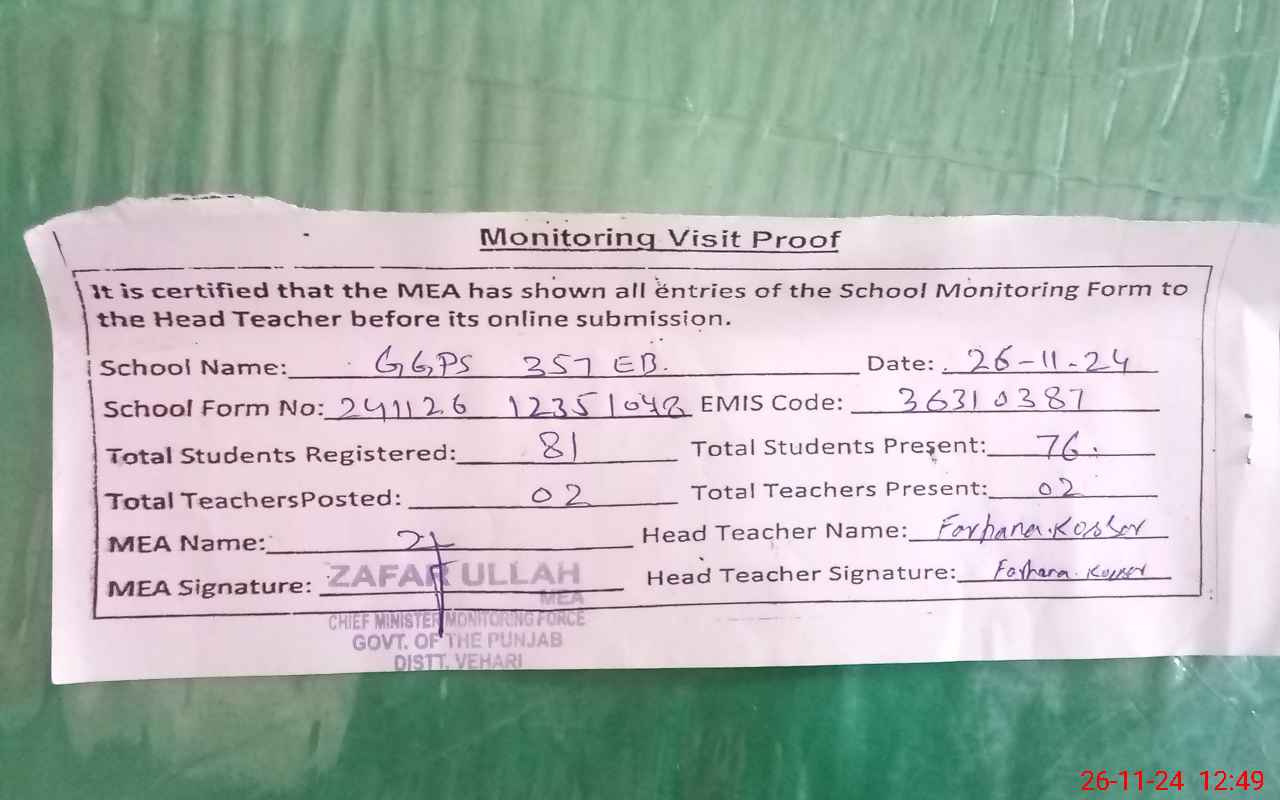 Monitoring Visit Proof
It is certified that the MEA has shown all entries of the School Monitoring Form to
the Head Teacher before its online submission.
School Name: GGPS 357 EB. Date: 26-11-24
School Form No: 241126 12351048 EMIS Code: 36310387
Total Students Registered: 81 Total Students Present: 76
Total TeachersPosted: 02 Total Teachers Present: 02
MEA Name: Head Teacher Name: Farhana Kossor
MEA Signature: Head Teacher Signature: Farhana
ZAFAR ULLAH
MEA
CHIEF MINISTER MONITORING FORCE
GOVT. OF THE PUNJAB
DISTT. VEHARI
26-11-24 12:49